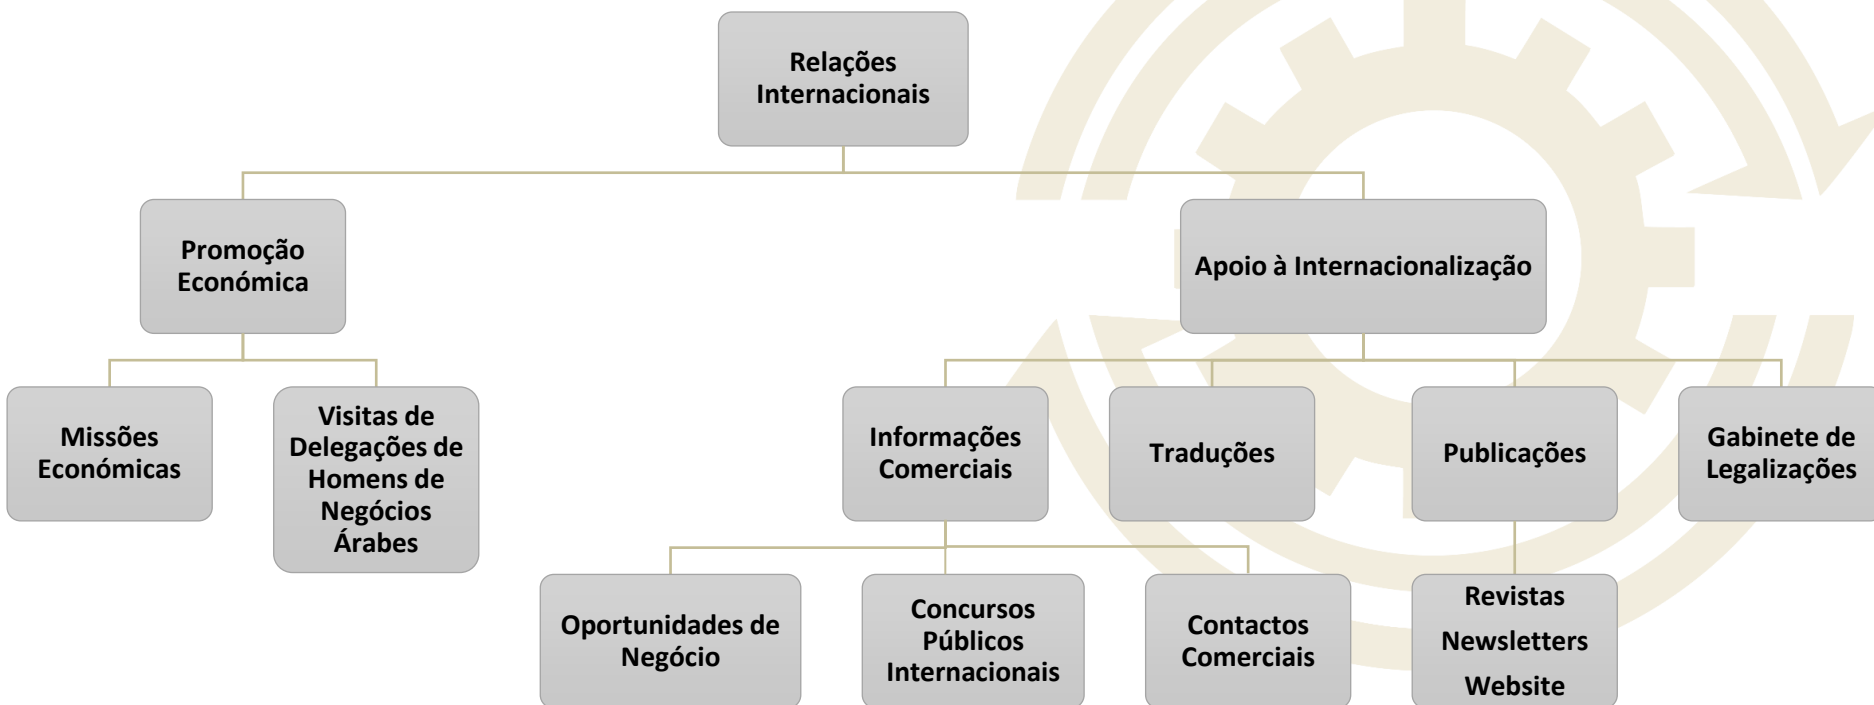 Relações
Internacionais
Promoção
Económica
Apoio à Internacionalização
Missões
Económicas
Visitas de
Delegações de
Homens de
Negócios
Árabes
Informações
Comerciais
Traduções
Publicações
Gabinete de
Legalizações
Oportunidades de
Negócio
Concursos
Públicos
Internacionais
Contactos
Comerciais
Revistas
Newsletters
Website